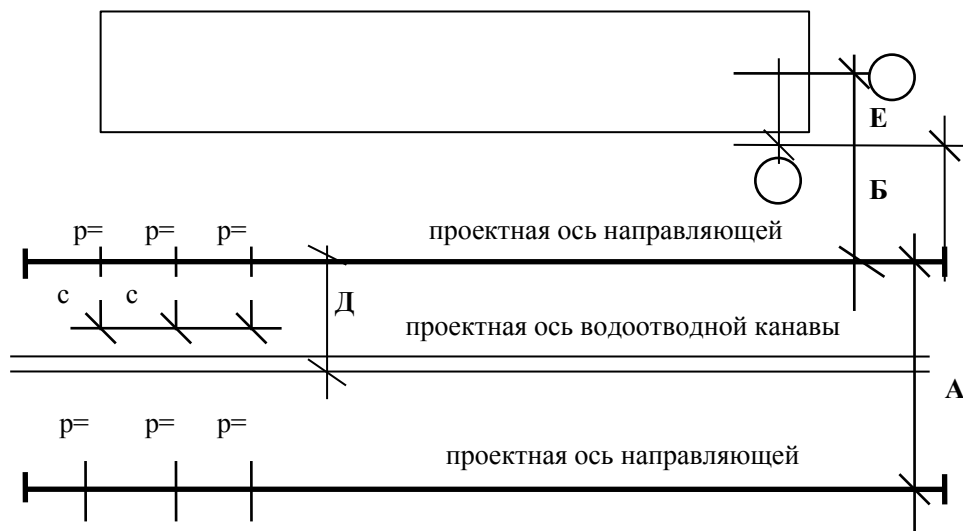 Е
Б
р= р= р= проектная ось направляющей
с с Д проектная ось водоотводной канавы
А
р= р= р= проектная ось направляющей